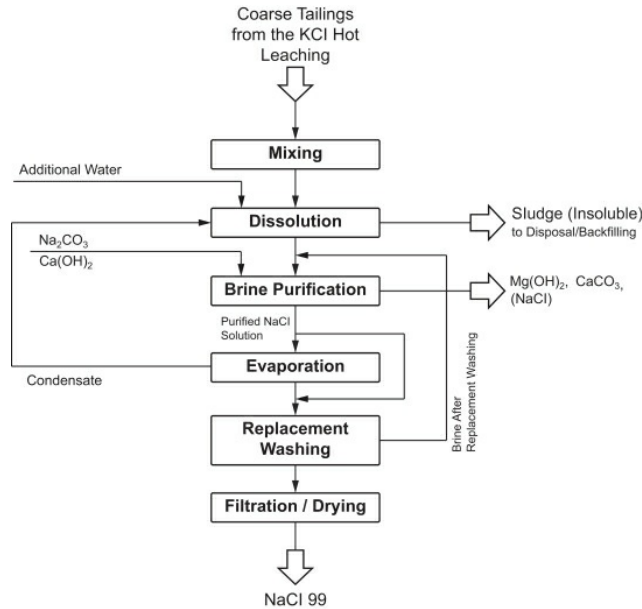 Coarse Tailings
from the KCl Hot
Leaching
Mixing
Additional Water
Dissolution
Sludge (Insoluble)
to Disposal/Backfilling
Na₂CO₃
Ca(OH)₂
Brine Purification
Mg(OH)₂, CaCO₃,
(NaCl)
Purified NaCl
Solution
Evaporation
Condensate
Brine After
Replacement Washing
Replacement
Washing
Filtration / Drying
NaCl 99